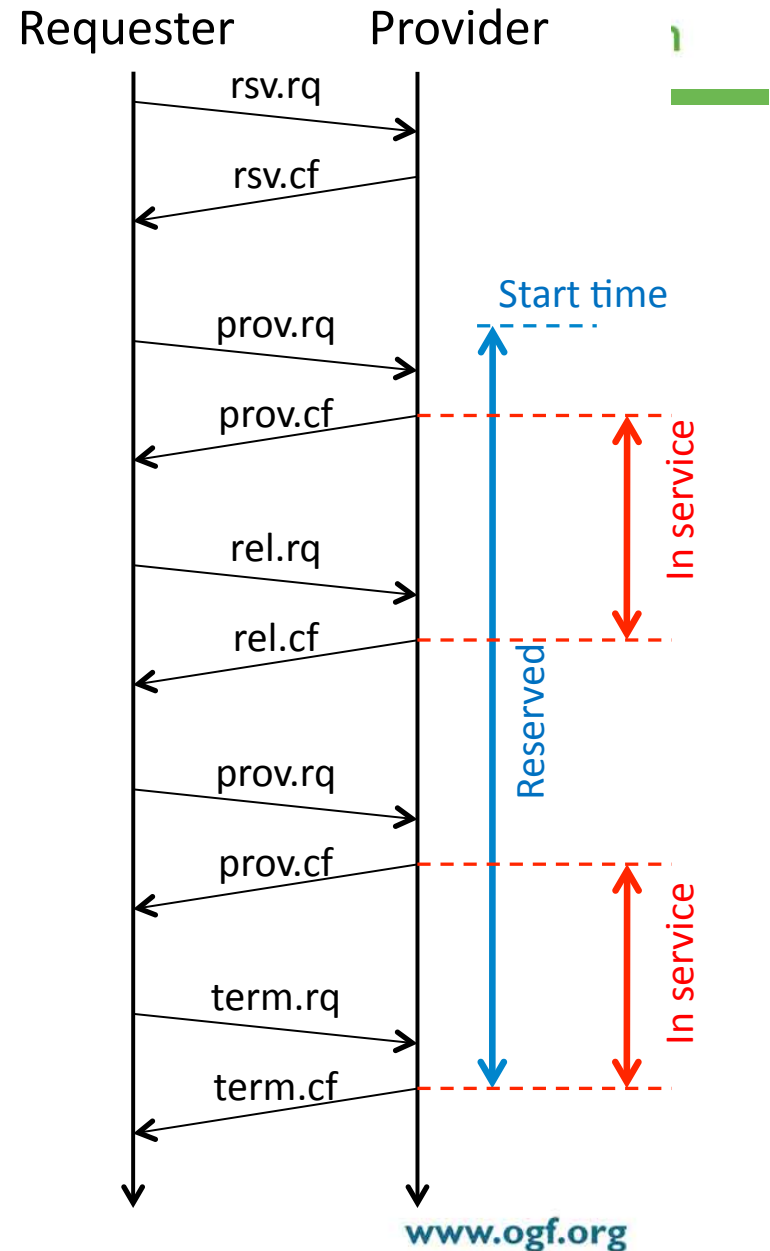 Requester Provider
rsv.rq
rsv.cf
Start time
prov.rq
prov.cf
In service
rel.rq
rel.cf
Reserved
prov.rq
prov.cf
In service
term.rq
term.cf
www.ogf.org